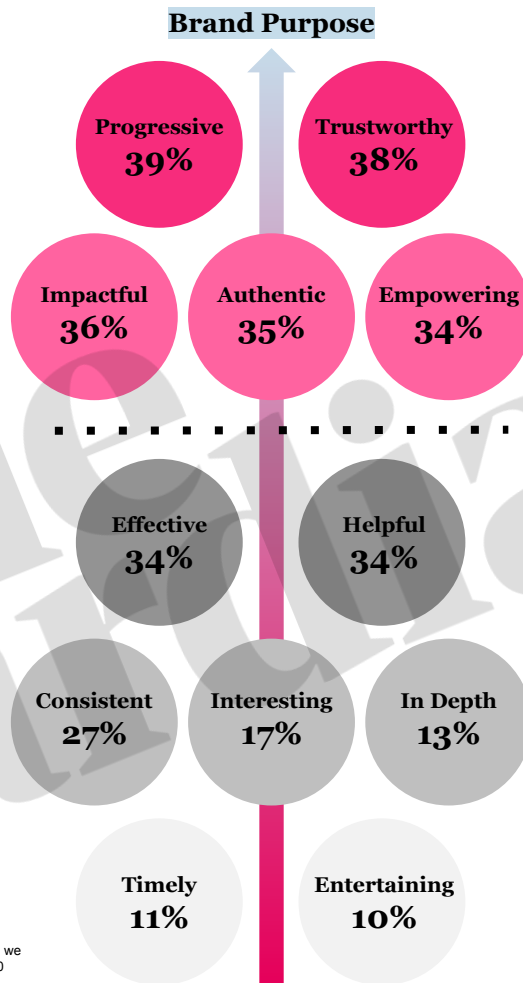 Brand Purpose
Progressive
39%
Trustworthy
38%
Impactful
36%
Authentic
35%
Empowering
34%
Effective
34%
Helpful
34%
Consistent
27%
Interesting
17%
In Depth
13%
Timely
11%
Entertaining
10%
we